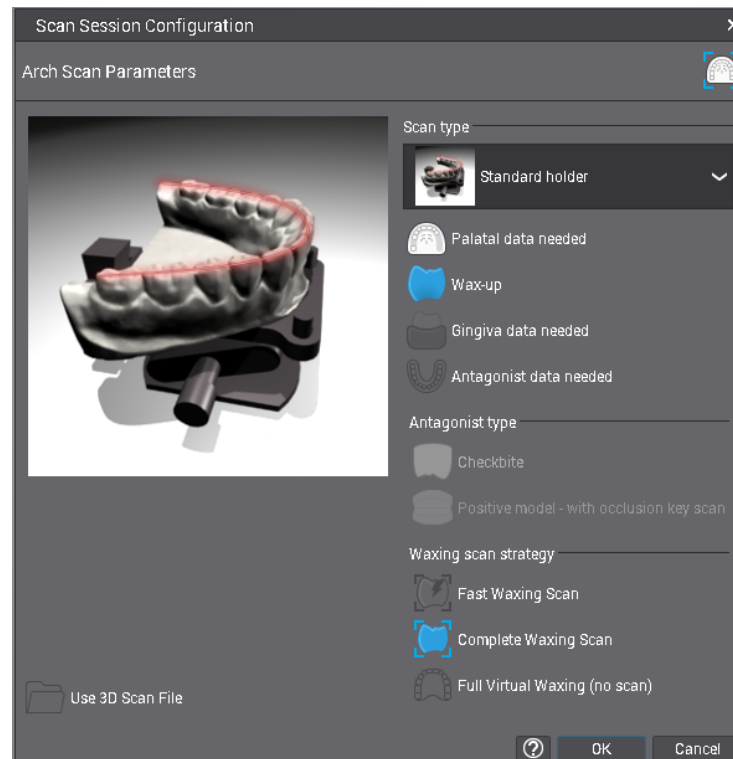 Scan Session Configuration
Arch Scan Parameters
Scan type
Standard holder
Palatal data needed
Wax-up
Gingiva data needed
Antagonist data needed
Antagonist type
Checkbite
Positive model - with occlusion key scan
Waxing scan strategy
Fast Waxing Scan
Complete Waxing Scan
Full Virtual Waxing (no scan)
Use 3D Scan File
? OK Cancel